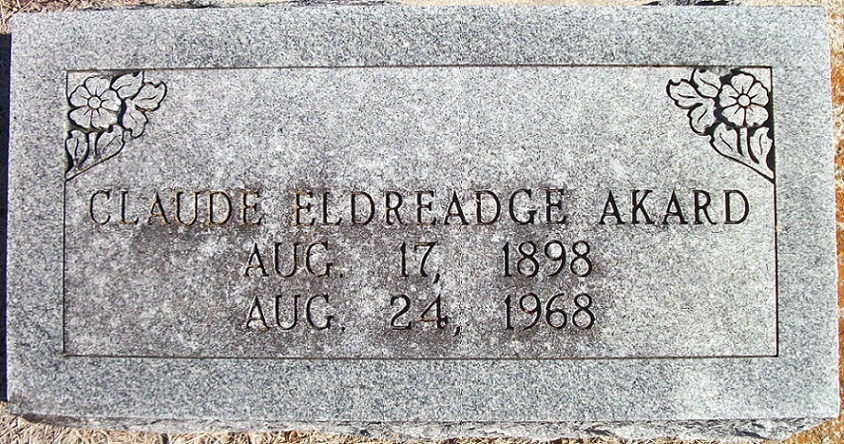 CLAUDE ELDREADGE AKARD
AUG. 17, 1898
AUG. 24, 1968